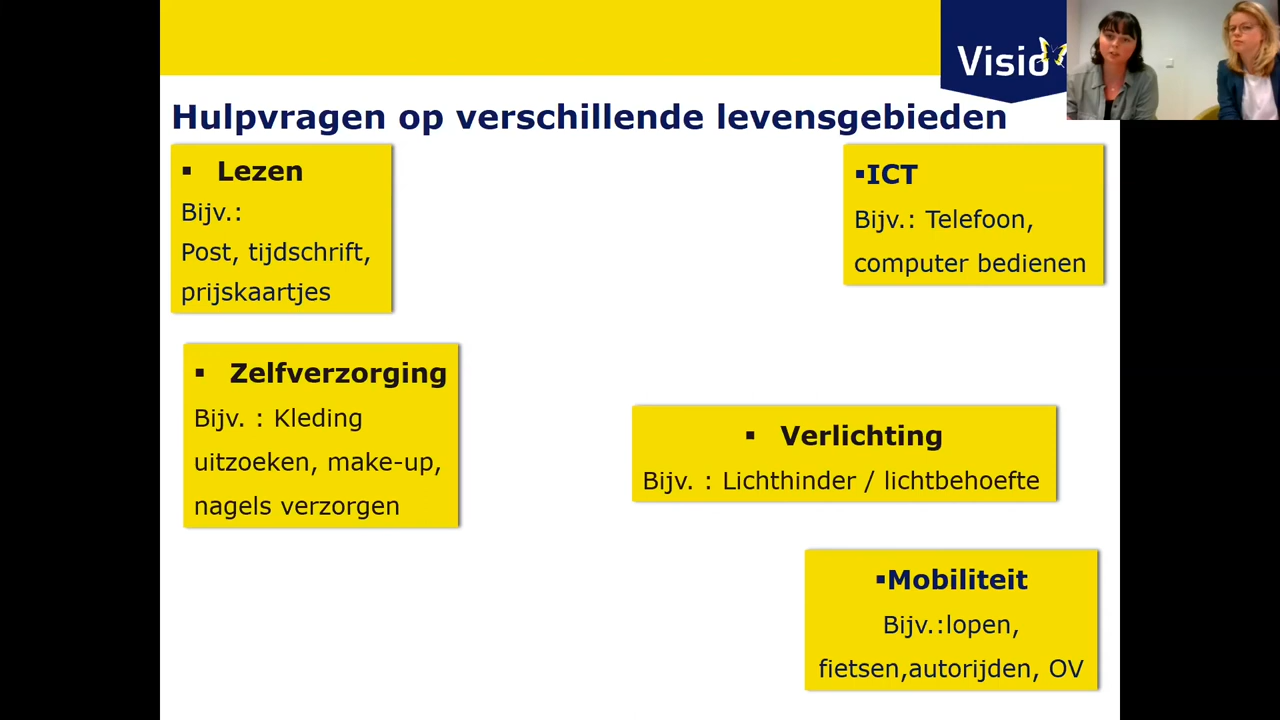 Visio
Hulpvragen op verschillende levensgebieden
▪ Lezen
Bijv.:
Post, tijdschrift,
prijskaartjes
▪ICT
Bijv.: Telefoon,
computer bedienen
▪ Zelfverzorging
Bijv. : Kleding
uitzoeken, make-up,
nagels verzorgen
▪ Verlichting
Bijv. : Lichthinder / lichtbehoefte
▪Mobiliteit
Bijv.:lopen,
fietsen,autorijden, OV